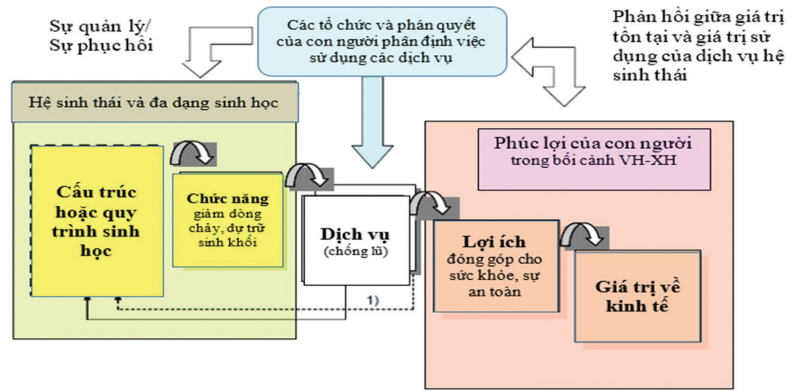 Sự quản lý/
Sự phục hồi
Các tổ chức và phán quyết
của con người phân định việc
sử dụng các dịch vụ
Phản hồi giữa giá trị
tồn tại và giá trị sử
dụng của dịch vụ hệ
sinh thái
Hệ sinh thái và đa dạng sinh học
Phúc lợi của con người
trong bối cảnh VH-XH
Cấu trúc
hoặc quy
trình sinh
học
Chức năng
giảm dòng
chảy, dự trữ
sinh khối
Dịch vụ
(chống lũ)
Lợi ích
đóng góp cho
sức khỏe, sự
an toàn
Giá trị về
kinh tế
1)